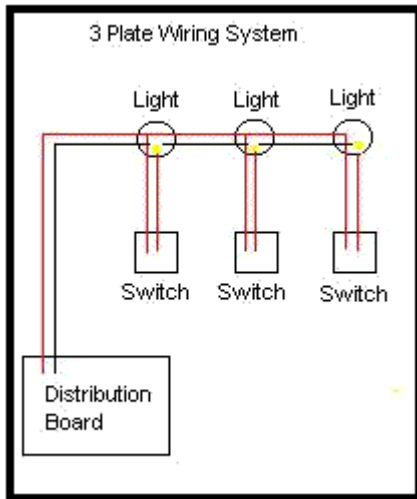 3 Plate Wiring System
Light Light Light
Switch Switch Switch
Distribution
Board